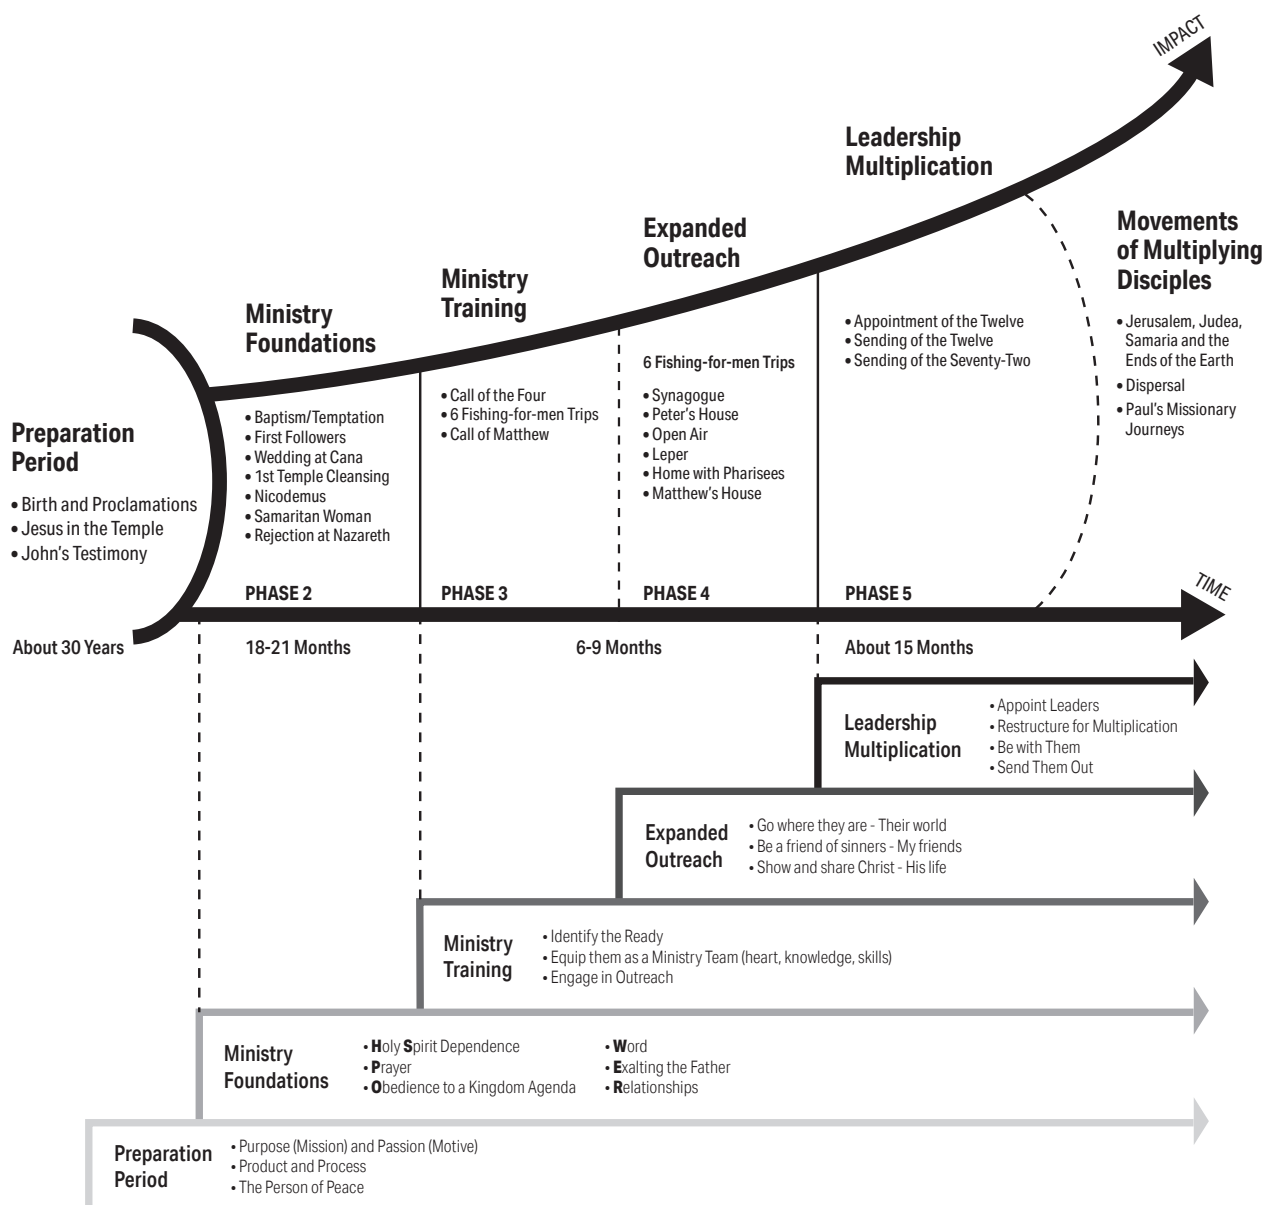 IMPACT
Leadership
Multiplication
Expanded
Outreach
Movements
of Multiplying
Disciples
Ministry
Training
Ministry
Foundations
• Appointment of the Twelve
• Sending of the Twelve
• Sending of the Seventy-Two
• Jerusalem, Judea,
Samaria and the
Ends of the Earth
• Dispersal
• Paul's Missionary
Journeys
6 Fishing-for-men Trips
• Synagogue
• Peter's House
• Open Air
• Leper
• Home with Pharisees
• Matthew's House
• Call of the Four
• 6 Fishing-for-men Trips
• Call of Matthew
• Baptism/Temptation
• First Followers
• Wedding at Cana
• 1st Temple Cleansing
• Nicodemus
• Samaritan Woman
• Rejection at Nazareth
Preparation
Period
• Birth and Proclamations
• Jesus in the Temple
• John's Testimony
PHASE 2
PHASE 3
PHASE 4
PHASE 5
TIME
About 30 Years
18-21 Months
6-9 Months
About 15 Months
Leadership
Multiplication
• Appoint Leaders
• Restructure for Multiplication
• Be with Them
• Send Them Out
Expanded
Outreach
• Go where they are - Their world
• Be a friend of sinners - My friends
• Show and share Christ - His life
Ministry
Training
• Identify the Ready
• Equip them as a Ministry Team (heart, knowledge, skills)
• Engage in Outreach
Ministry
Foundations
• Holy Spirit Dependence
• Prayer
• Obedience to a Kingdom Agenda
• Word
• Exalting the Father
• Relationships
Preparation
Period
• Purpose (Mission) and Passion (Motive)
• Product and Process
• The Person of Peace